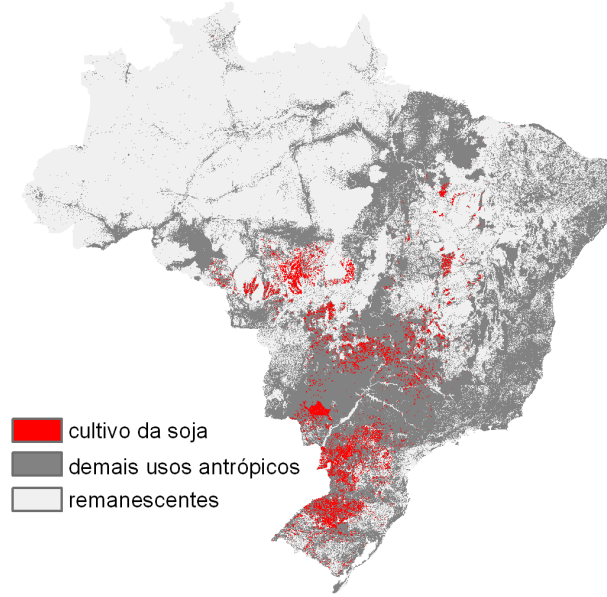 cultivo da soja
demais usos antrópicos
remanescentes